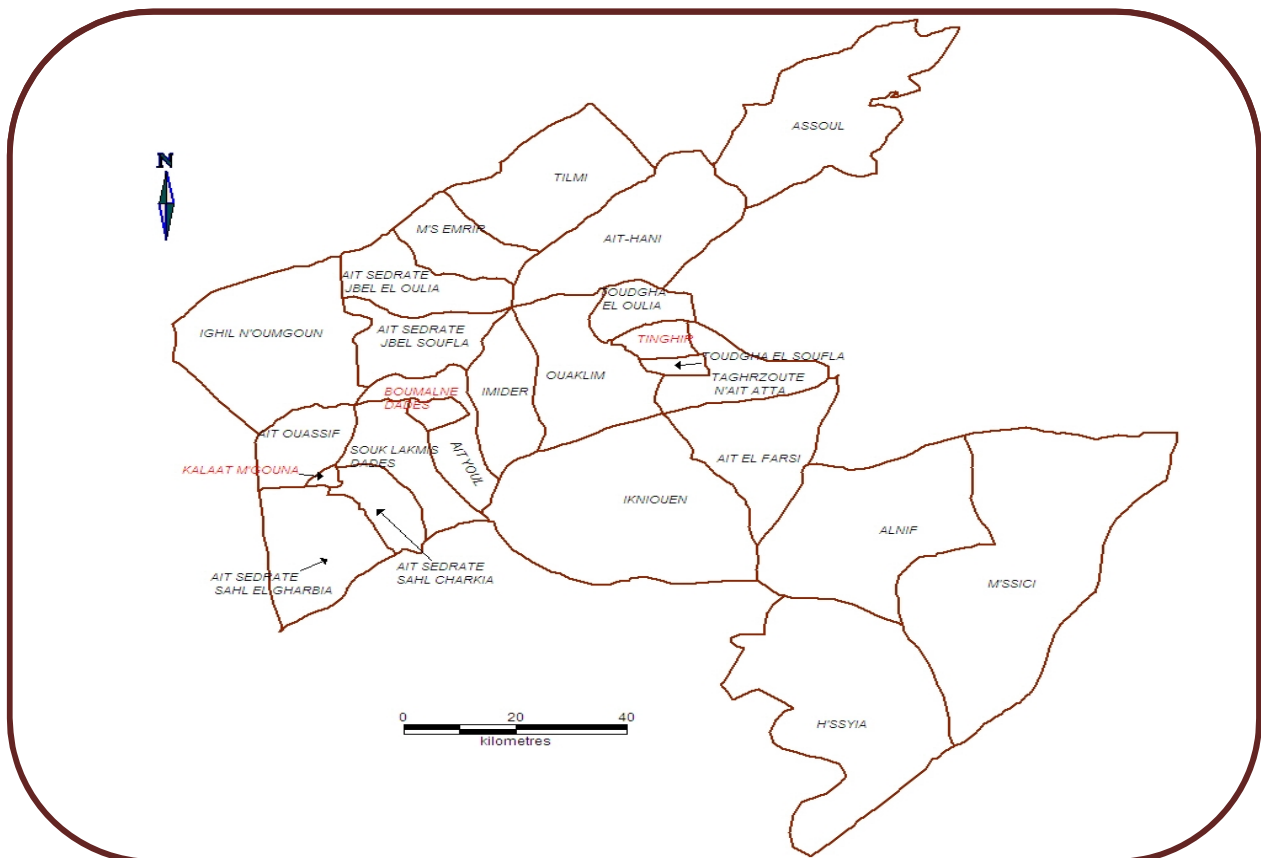 ASSOUL
N
TILMI
M'S EMRIR
AIT-HANI
AIT SEDRATE
JBEL EL OULIA
TOUDGHA
EL OULIA
IGHIL N'OUMGOUN
AIT SEDRATE
JBEL SOUFLA
TINGHIR
TOUDGHA EL SOUFLA
OUAKLIM
TAGHRZOUTE
N'AIT ATTA
IMIDER
BOUMALNE
DADES
AIT OUASSIF
SOUK LAKMIS
DADES
AIT YOUL
AIT EL FARSI
KALAAT M'GOUNA
IKNIOUEN
ALNIF
M'SSICI
AIT SEDRATE
SAHL CHARKIA
AIT SEDRATE
SAHL EL GHARBIA
H'SSYIA
0 20 40
kilometres